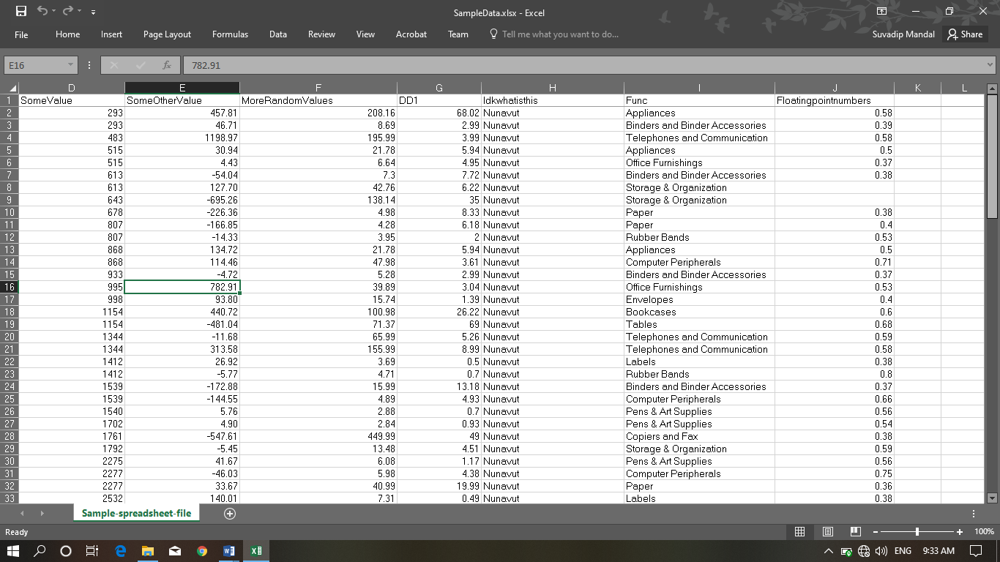 SampleData.xlsx - Excel
File Home Insert Page Layout Formulas Data Review View Acrobat Team Tell me what you want to do... Suvadip Mandal Share
E16 fx 782.91
D E F G H I J K L
1 SomeValue SomeOtherValue MoreRandomValues DD1 Idkwhatisthis Func Floatingpointnumbers
2 293 457.81 208.16 68.02 Nunavut Appliances 0.58
3 293 46.71 8.69 2.99 Nunavut Binders and Binder Accessories 0.39
4 483 1198.97 195.99 3.99 Nunavut Telephones and Communication 0.58
5 515 30.94 21.78 5.94 Nunavut Appliances 0.5
6 515 4.43 6.64 4.95 Nunavut Office Furnishings 0.37
7 613 -54.04 7.3 7.72 Nunavut Binders and Binder Accessories 0.38
8 613 127.70 42.76 6.22 Nunavut Storage & Organization
9 643 -695.26 138.14 35 Nunavut Storage & Organization
10 678 -226.36 4.98 8.33 Nunavut Paper 0.38
11 807 -166.85 4.28 6.18 Nunavut Paper 0.4
12 807 -14.33 3.95 2 Nunavut Rubber Bands 0.53
13 868 134.72 21.78 5.94 Nunavut Appliances 0.5
14 868 114.46 47.98 3.61 Nunavut Computer Peripherals 0.71
15 933 -4.72 5.28 2.99 Nunavut Binders and Binder Accessories 0.37
16 995 782.91 39.89 3.04 Nunavut Office Furnishings 0.53
17 998 93.80 15.74 1.39 Nunavut Envelopes 0.4
18 1154 440.72 100.98 26.22 Nunavut Bookcases 0.6
19 1154 -481.04 71.37 69 Nunavut Tables 0.68
20 1344 -11.68 65.99 5.26 Nunavut Telephones and Communication 0.59
21 1344 313.58 155.99 8.99 Nunavut Telephones and Communication 0.58
22 1412 26.92 3.69 0.5 Nunavut Labels 0.38
23 1412 -5.77 4.71 0.7 Nunavut Rubber Bands 0.8
24 1539 -172.88 15.99 13.18 Nunavut Binders and Binder Accessories 0.37
25 1539 -144.55 4.89 4.93 Nunavut Computer Peripherals 0.66
26 1540 5.76 2.88 0.7 Nunavut Pens & Art Supplies 0.56
27 1702 4.90 2.84 0.93 Nunavut Pens & Art Supplies 0.54
28 1761 -547.61 449.99 49 Nunavut Copiers and Fax 0.38
29 1792 -5.45 13.48 4.51 Nunavut Storage & Organization 0.59
30 2275 41.67 6.08 1.17 Nunavut Pens & Art Supplies 0.56
31 2277 -46.03 5.98 4.38 Nunavut Computer Peripherals 0.75
32 2277 33.67 40.99 19.99 Nunavut Paper 0.36
33 2532 140.01 7.31 0.49 Nunavut Labels 0.38
Sample-spreadsheet-file
Ready 100%
ENG 9:33 AM